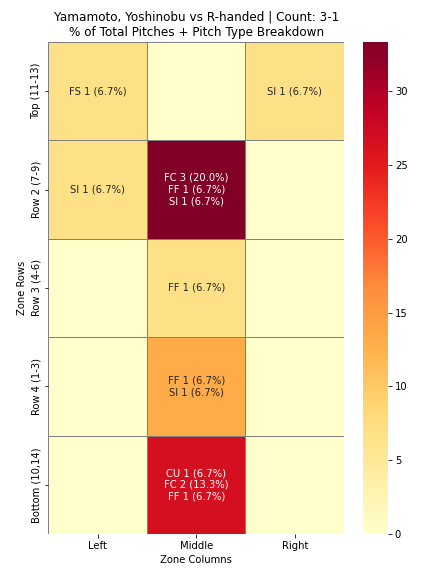 Yamamoto, Yoshinobu vs R-handed | Count: 3-1
% of Total Pitches + Pitch Type Breakdown
Zone Rows
Top (11-13)
FS 1 (6.7%)
SI 1 (6.7%)
Row 2 (7-9)
SI 1 (6.7%)
FC 3 (20.0%)
FF 1 (6.7%)
SI 1 (6.7%)
Row 3 (4-6)
FF 1 (6.7%)
Row 4 (1-3)
FF 1 (6.7%)
SI 1 (6.7%)
Bottom (10,14)
CU 1 (6.7%)
FC 2 (13.3%)
FF 1 (6.7%)
Left
Middle
Right
Zone Columns
30
25
20
15
10
5
0